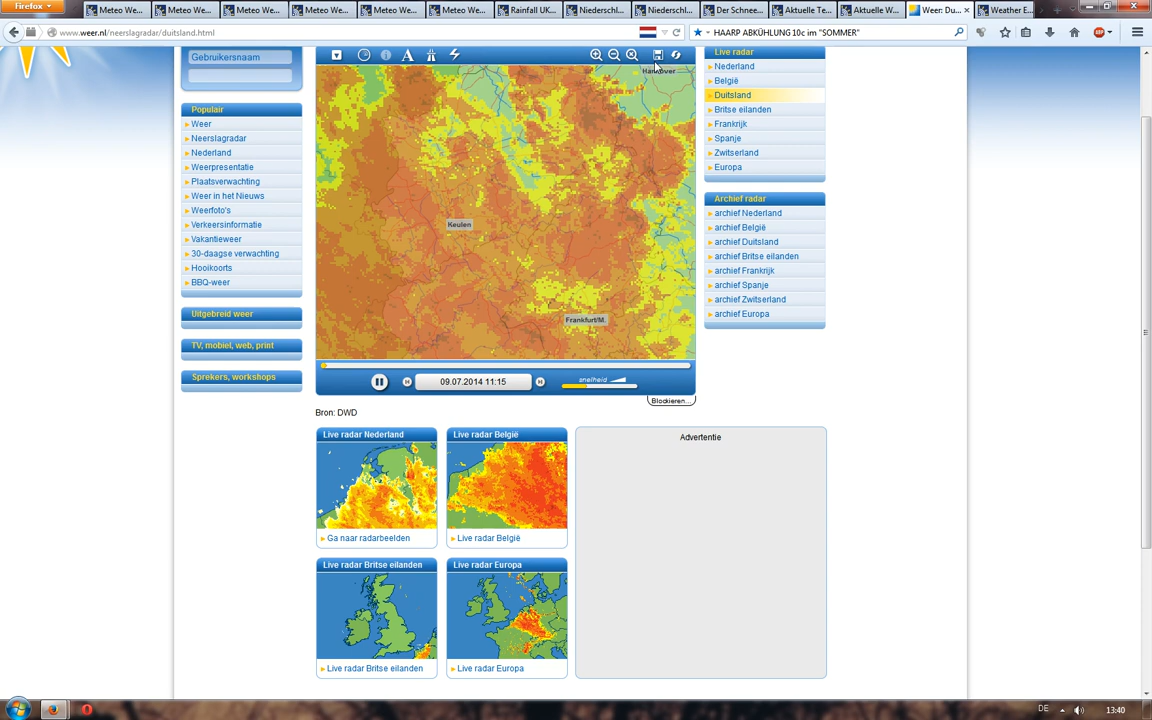 Firefox
Meteo We...
Meteo We...
Meteo We...
Meteo We...
Meteo We...
Meteo We...
Rainfall UK...
Niederschl...
Niederschl...
Der Schnee...
Aktuelle Te...
Aktuelle W...
Weer: Du...
Weather E...
www.weer.nl/neerslagradar/duitsland.html
HAARP ABKÜHLUNG 10c im "SOMMER"
ABP
Gebruikersnaam
Populair
Weer
Neerslagradar
Nederland
Weerpresentatie
Plaatsverwachting
Weer in het Nieuws
Weerfoto's
Verkeersinformatie
Vakantieweer
30-daagse verwachting
Hooikoorts
BBQ-weer
Uitgebreid weer
TV, mobiel, web, print
Sprekers, workshops
A
Hannover
Keulen
Frankfurt/M.
09.07.2014 11:15
snelheid
Blockieren...
Bron: DWD
Live radar
Nederland
België
Duitsland
Britse eilanden
Frankrijk
Spanje
Zwitserland
Europa
Archief radar
archief Nederland
archief België
archief Duitsland
archief Britse eilanden
archief Frankrijk
archief Spanje
archief Zwitserland
archief Europa
Live radar Nederland
Ga naar radarbeelden
Live radar België
Live radar België
Advertentie
Live radar Britse eilanden
Live radar Britse eilanden
Live radar Europa
Live radar Europa
DE
13:40